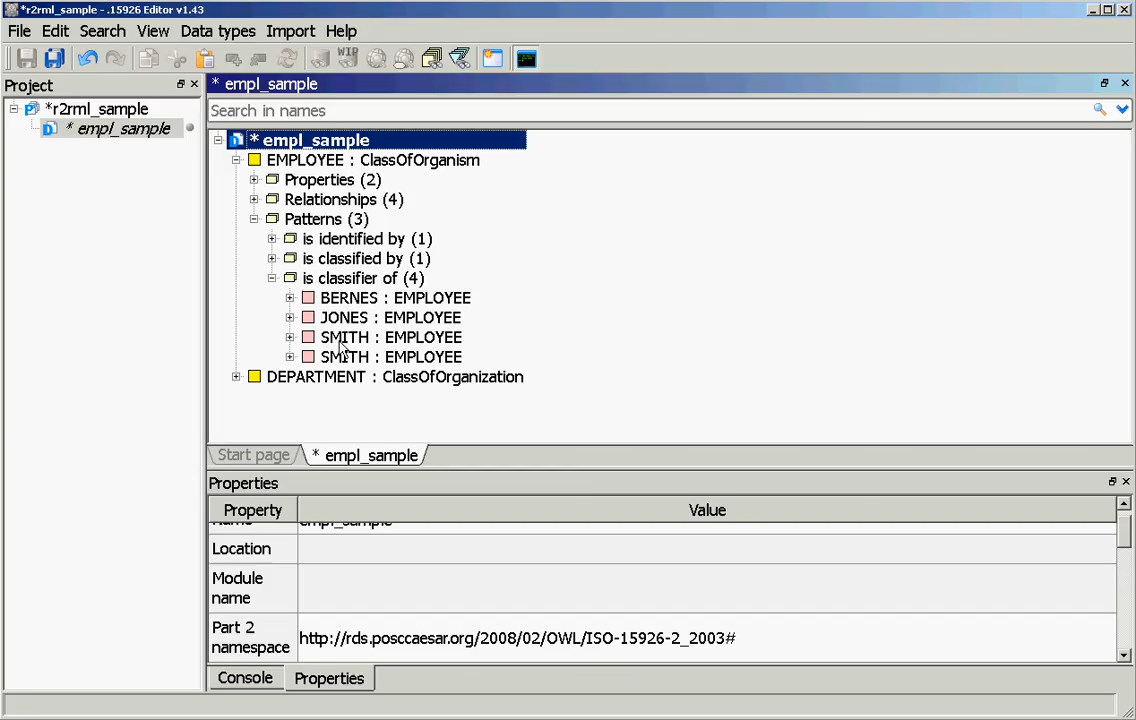 *r2rml_sample - .15926 Editor v1.43
File Edit Search View Data types Import Help
WIP
Project
* empl_sample
*r2rml_sample
* empl_sample
Search in names
* empl_sample
EMPLOYEE : ClassOfOrganism
Properties (2)
Relationships (4)
Patterns (3)
is identified by (1)
is classified by (1)
is classifier of (4)
BERNES : EMPLOYEE
JONES : EMPLOYEE
SMITH : EMPLOYEE
SMITH : EMPLOYEE
DEPARTMENT : ClassOfOrganization
Start page * empl_sample
Properties
Property Value
Name empl_sample
Location
Module name
Part 2 namespace http://rds.posccaesar.org/2008/02/OWL/ISO-15926-2_2003#
Console Properties